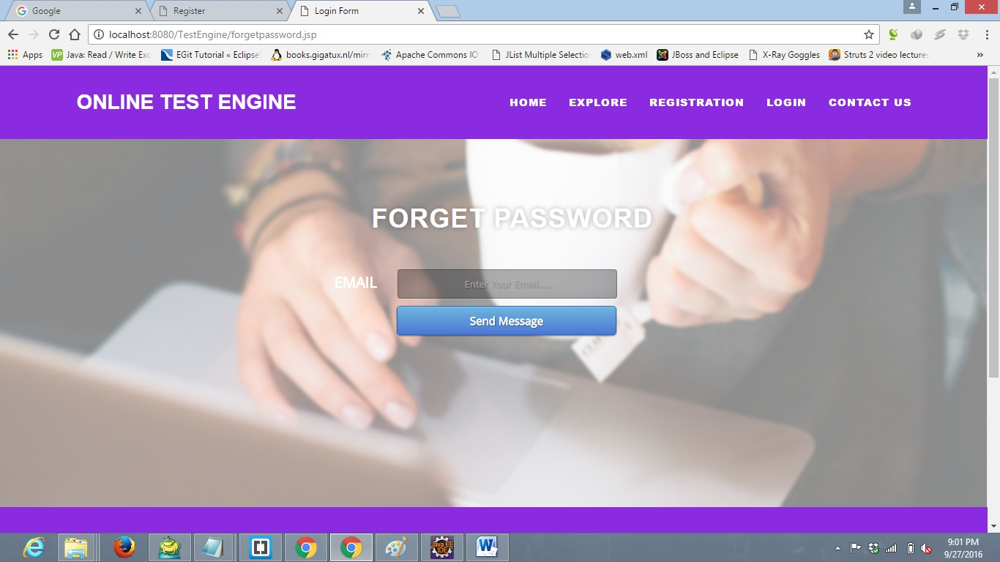 Google
Register
Login Form
localhost:8080/TestEngine/forgetpassword.jsp
Apps
VP Java: Read / Write Exc
EGit Tutorial « Eclipse
books.gigatux.nl/mirr
Apache Commons IO
JList Multiple Selectio
web.xml
JBoss and Eclipse
X-Ray Goggles
Struts 2 video lectures
»
ONLINE TEST ENGINE
HOME EXPLORE REGISTRATION LOGIN CONTACT US
FORGET PASSWORD
EMAIL
Enter Your Email.....
Send Message
Java EE
IDE
9:01 PM
9/27/2016